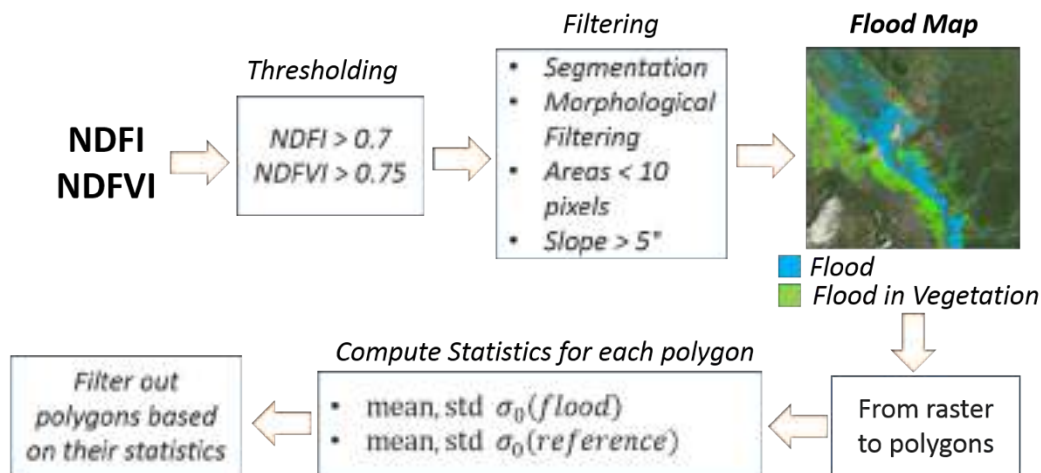 NDFI
NDFVI
Thresholding
NDFI > 0.7
NDFVI > 0.75
Filtering
• Segmentation
• Morphological
Filtering
• Areas < 10
pixels
• Slope > 5°
Flood Map
Flood
Flood in Vegetation
From raster
to polygons
Compute Statistics for each polygon
• mean, std σ₀(flood)
• mean, std σ₀(reference)
Filter out
polygons based
on their statistics